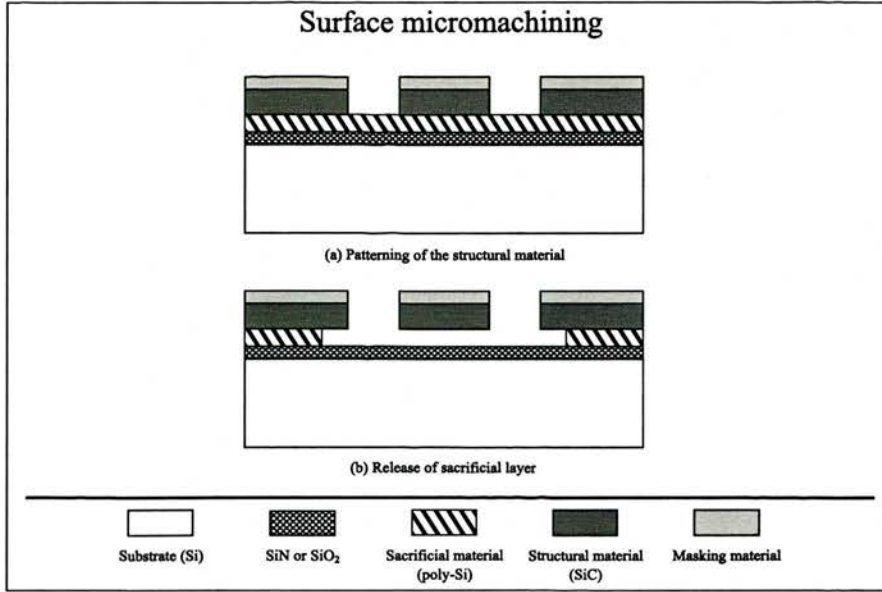 Surface micromachining
(a) Patterning of the structural material
(b) Release of sacrificial layer
Substrate (Si)
SiN or SiO₂
Sacrificial material
(poly-Si)
Structural material
(SiC)
Masking material